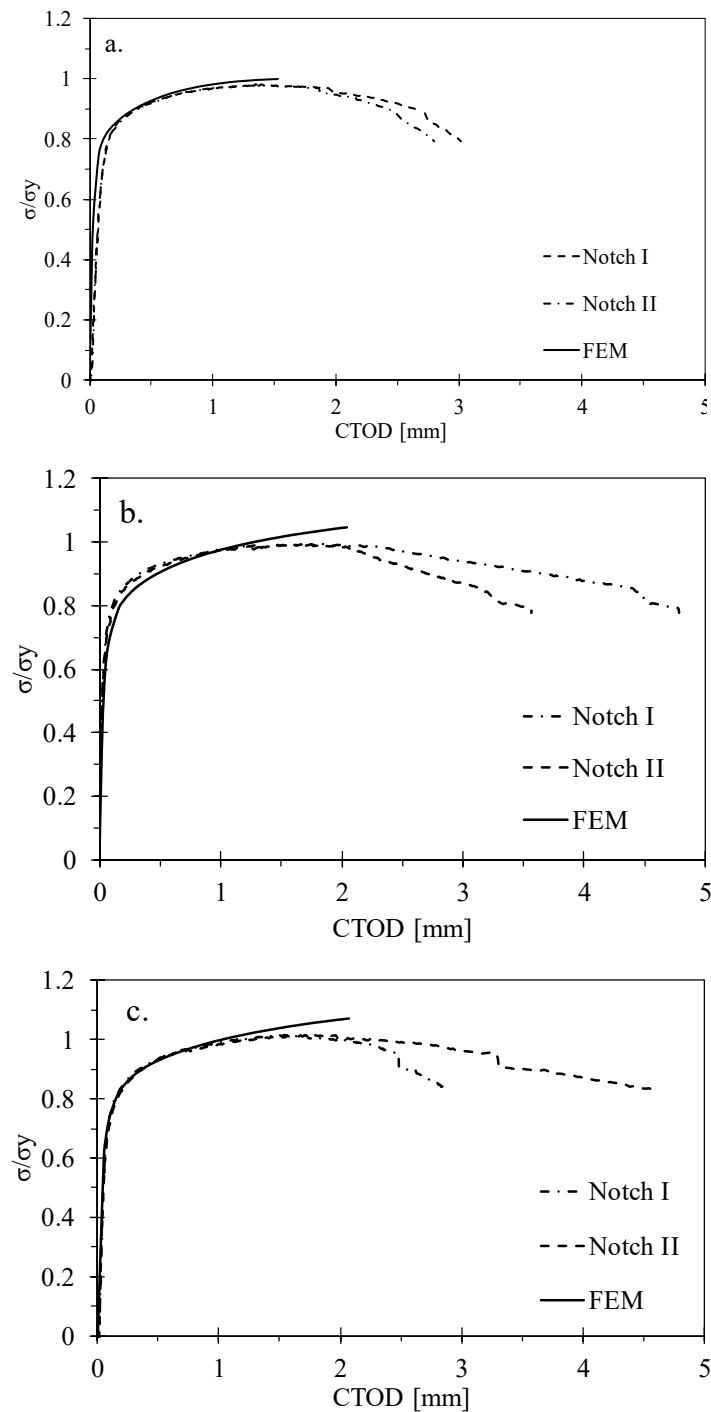 a.
1.2
1
0.8
0.6
0.4
0.2
0
σ/σy
Notch I
Notch II
FEM
0 1 2 3 4 5
CTOD [mm]
b.
1.2
1
0.8
0.6
0.4
0.2
0
σ/σy
Notch I
Notch II
FEM
0 1 2 3 4 5
CTOD [mm]
c.
1.2
1
0.8
0.6
0.4
0.2
0
σ/σy
Notch I
Notch II
FEM
0 1 2 3 4 5
CTOD [mm]